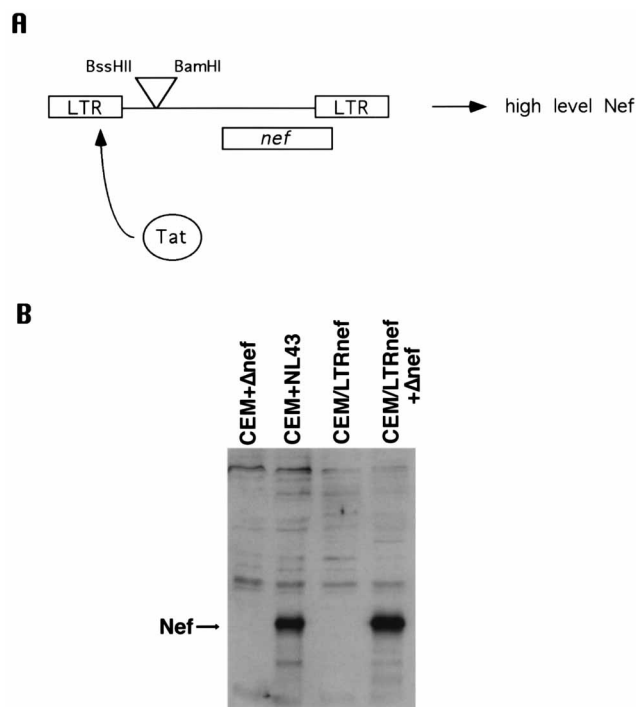 A
BssHII BamHI
LTR LTR
high level Nef
nef
Tat
B
CEM+Δnef
CEM+NL43
CEM/LTRnef
CEM/LTRnef
+Δnef
Nef